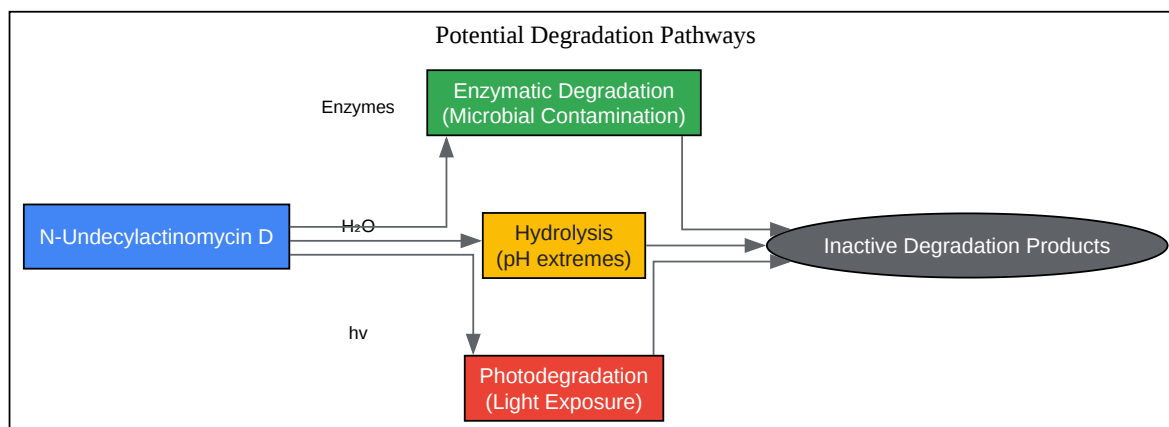 Potential Degradation Pathways
Enzymes
Enzymatic Degradation
(Microbial Contamination)
N-Undecylactinomycin D
H₂O
Hydrolysis
(pH extremes)
Inactive Degradation Products
hv
Photodegradation
(Light Exposure)